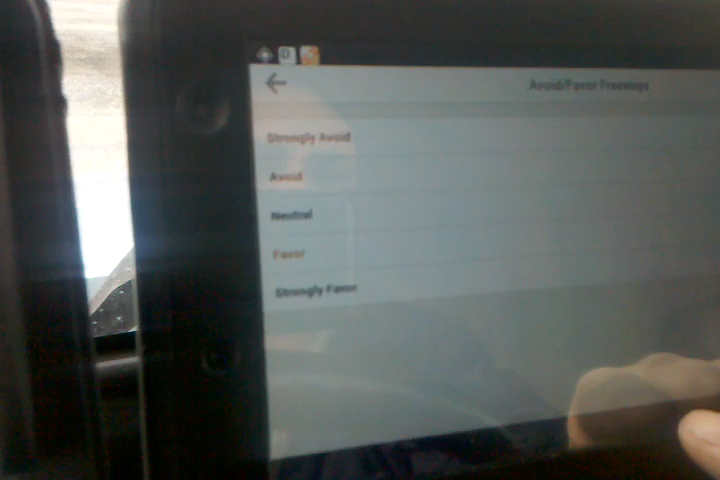 Avoid/Favor Freeways
Strongly Avoid
Avoid
Neutral
Favor
Strongly Favor